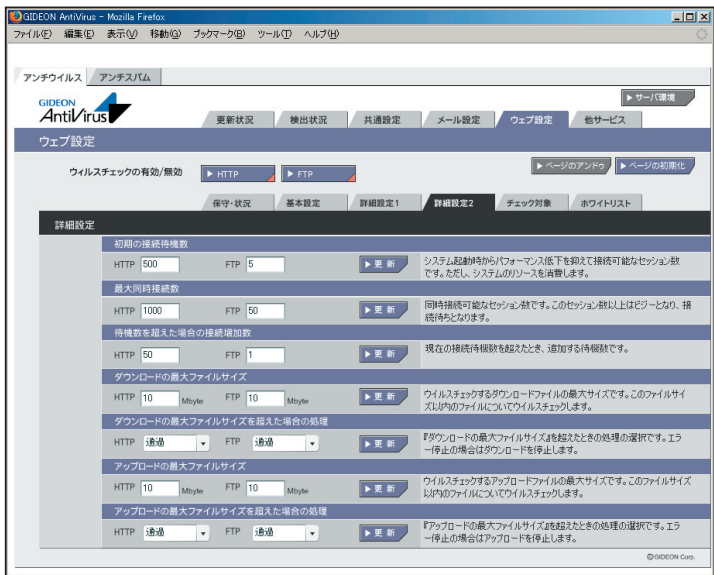 GIDEON AntiVirus - Mozilla Firefox
ファイル(F) 編集(E) 表示(V) 移動(G) ブックマーク(B) ツール(T) ヘルプ(H)
アンチウイルス アンチスパム
サーバ環境
GIDEON
AntiVirus
更新状況 検出状況 共通設定 メール設定 ウェブ設定 他サービス
ウェブ設定
ウィルスチェックの有効/無効 HTTP FTP ページのアンドゥ ページの初期化
保守・状況 基本設定 詳細設定1 詳細設定2 チェック対象 ホワイトリスト
詳細設定
初期の接続待機数
HTTP 500 FTP 5 更 新 システム起動時からパフォーマンス低下を抑えて接続可能なセッション数
です。ただし、システムのリソースを消費します。
最大同時接続数
HTTP 1000 FTP 50 更 新 同時接続可能なセッション数です。このセッション数以上はビジーとなり、接
続待ちとなります。
待機数を超えた場合の接続増加数
HTTP 50 FTP 1 更 新 現在の接続待機数を超えたとき、追加する待機数です。
ダウンロードの最大ファイルサイズ
HTTP 10 Mbyte FTP 10 Mbyte 更 新 ウイルスチェックするダウンロードファイルの最大サイズです。このファイルサイ
ズ以内のファイルについてウイルスチェックします。
ダウンロードの最大ファイルサイズを超えた場合の処理
HTTP 通過 FTP 通過 更 新 『ダウンロードの最大ファイルサイズ』を超えたときの処理の選択です。エラ
ー停止の場合はダウンロードを停止します。
アップロードの最大ファイルサイズ
HTTP 10 Mbyte FTP 10 Mbyte 更 新 ウイルスチェックするアップロードファイルの最大サイズです。このファイルサイズ
以内のファイルについてウイルスチェックします。
アップロードの最大ファイルサイズを超えた場合の処理
HTTP 通過 FTP 通過 更 新 『アップロードの最大ファイルサイズ』を超えたときの処理の選択です。エラ
ー停止の場合はアップロードを停止します。
©GIDEON Corp.